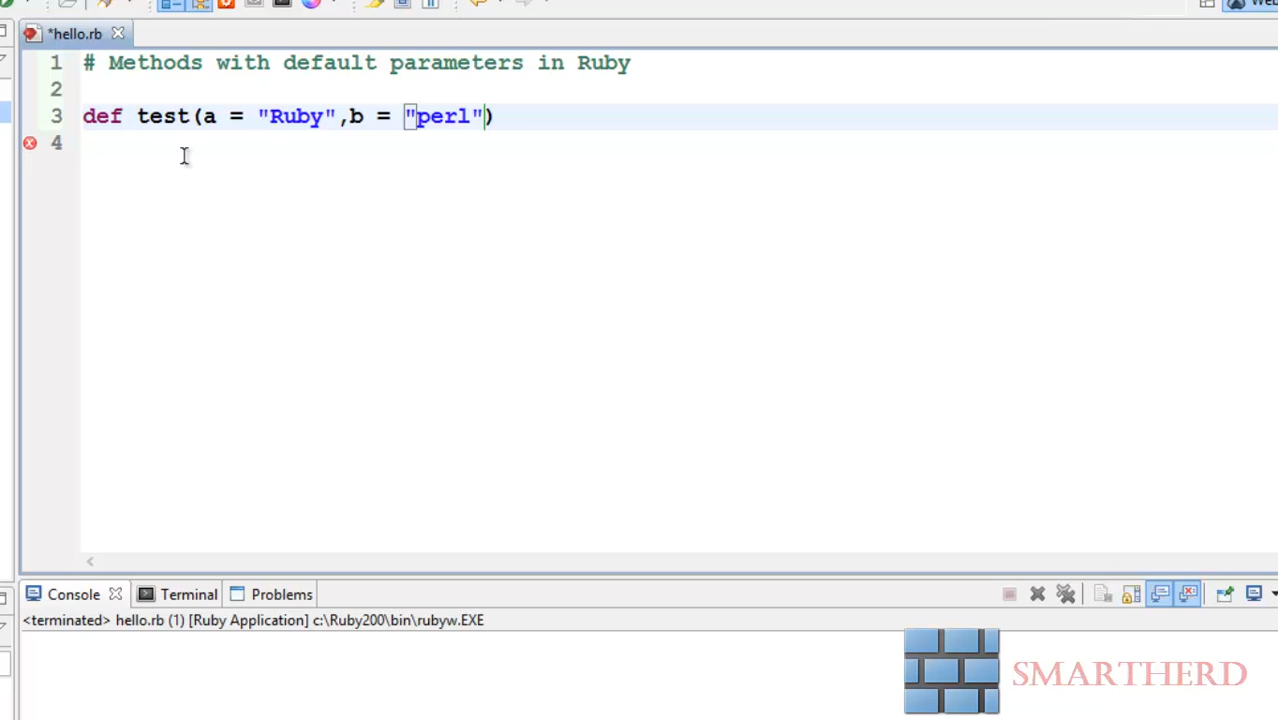 Web
*hello.rb
1 # Methods with default parameters in Ruby
2
3 def test(a = "Ruby",b = "perl")
4
Console
Terminal
Problems
<terminated> hello.rb (1) [Ruby Application] c:\Ruby200\bin\rubyw.EXE
SMARTHERD